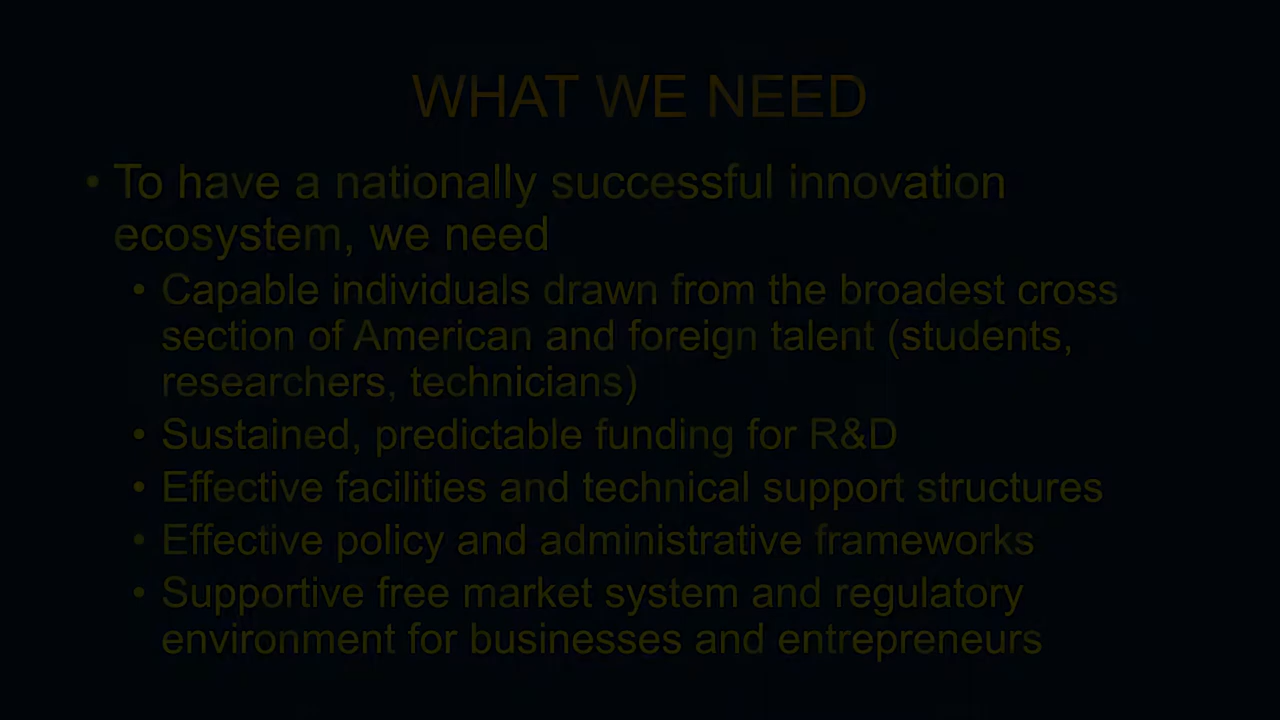 WHAT WE NEED
• To have a nationally successful innovation
ecosystem, we need
• Capable individuals drawn from the broadest cross
section of American and foreign talent (students,
researchers, technicians)
• Sustained, predictable funding for R&D
• Effective facilities and technical support structures
• Effective policy and administrative frameworks
• Supportive free market system and regulatory
environment for businesses and entrepreneurs